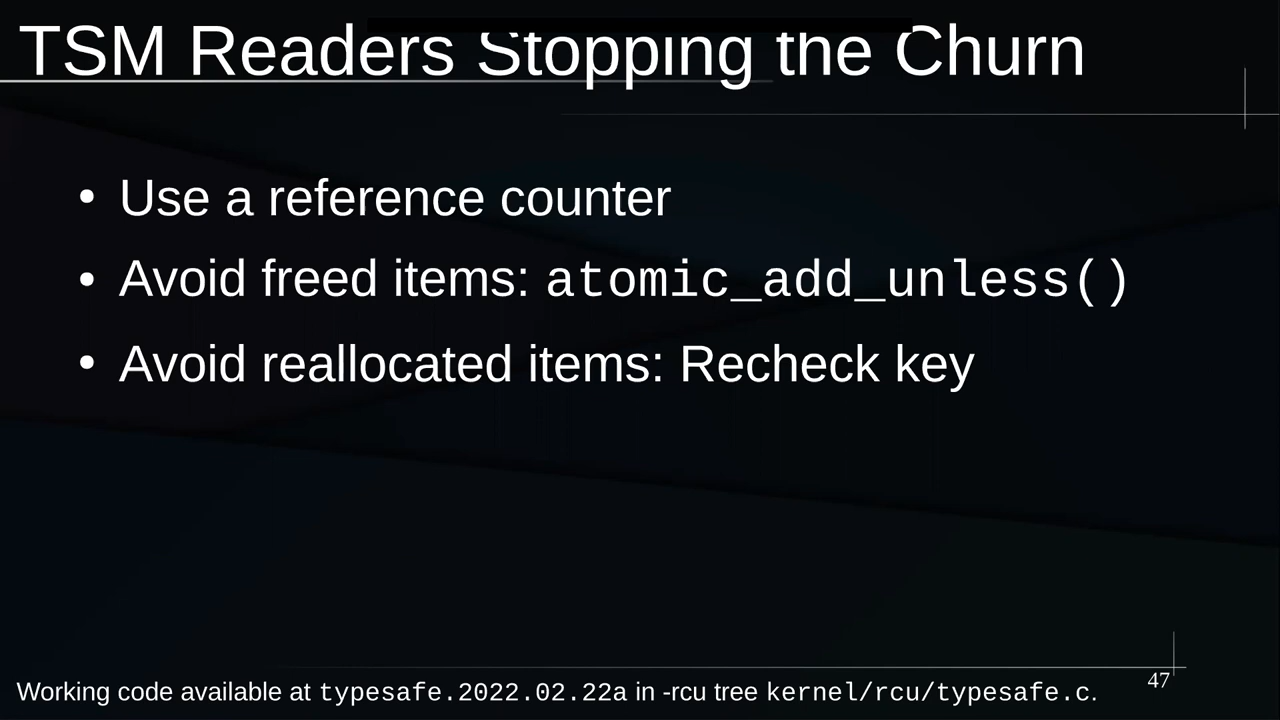 TSM Readers Stopping the Churn
• Use a reference counter
• Avoid freed items: atomic_add_unless()
• Avoid reallocated items: Recheck key
Working code available at typesafe.2022.02.22a in -rcu tree kernel/rcu/typesafe.c.
47